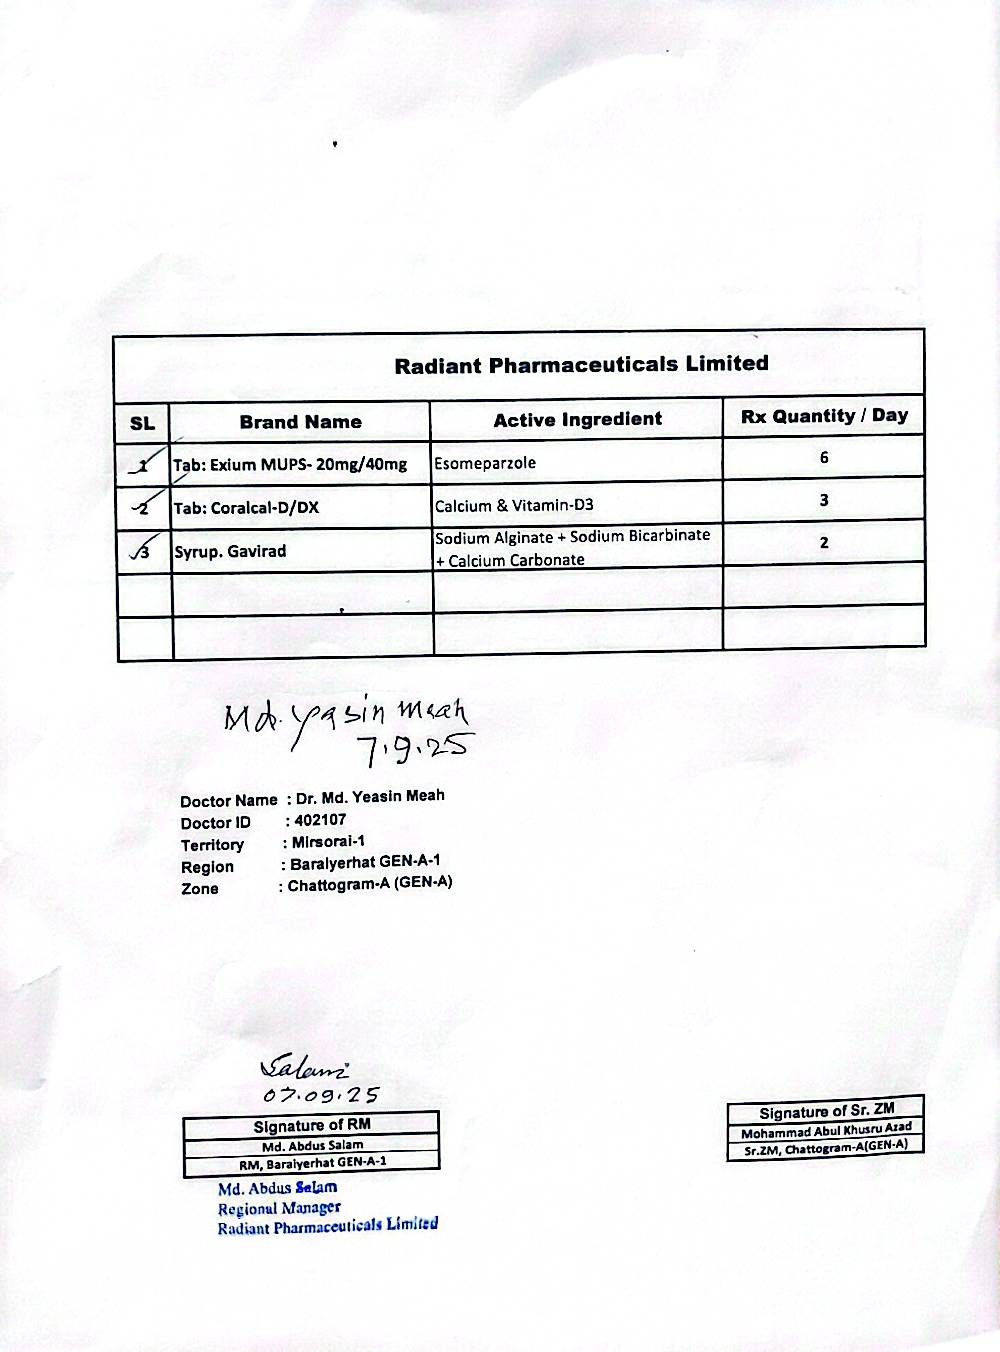 Radiant Pharmaceuticals Limited
SL Brand Name Active Ingredient Rx Quantity / Day
1 Tab: Exium MUPS- 20mg/40mg Esomeparzole 6
2 Tab: Coralcal-D/DX Calcium & Vitamin-D3 3
3 Syrup. Gavirad Sodium Alginate + Sodium Bicarbinate + Calcium Carbonate 2
Md. Yasin Meah
7.9.25
Doctor Name : Dr. Md. Yeasin Meah
Doctor ID : 402107
Territory : Mirsorai-1
Region : Baraiyerhat GEN-A-1
Zone : Chattogram-A (GEN-A)
Salam
07.09.25
Signature of RM
Md. Abdus Salam
RM, Baraiyerhat GEN-A-1
Md. Abdus Salam
Regional Manager
Radiant Pharmaceuticals Limited
Signature of Sr. ZM
Mohammad Abul Khusru Azad
Sr.ZM, Chattogram-A(GEN-A)